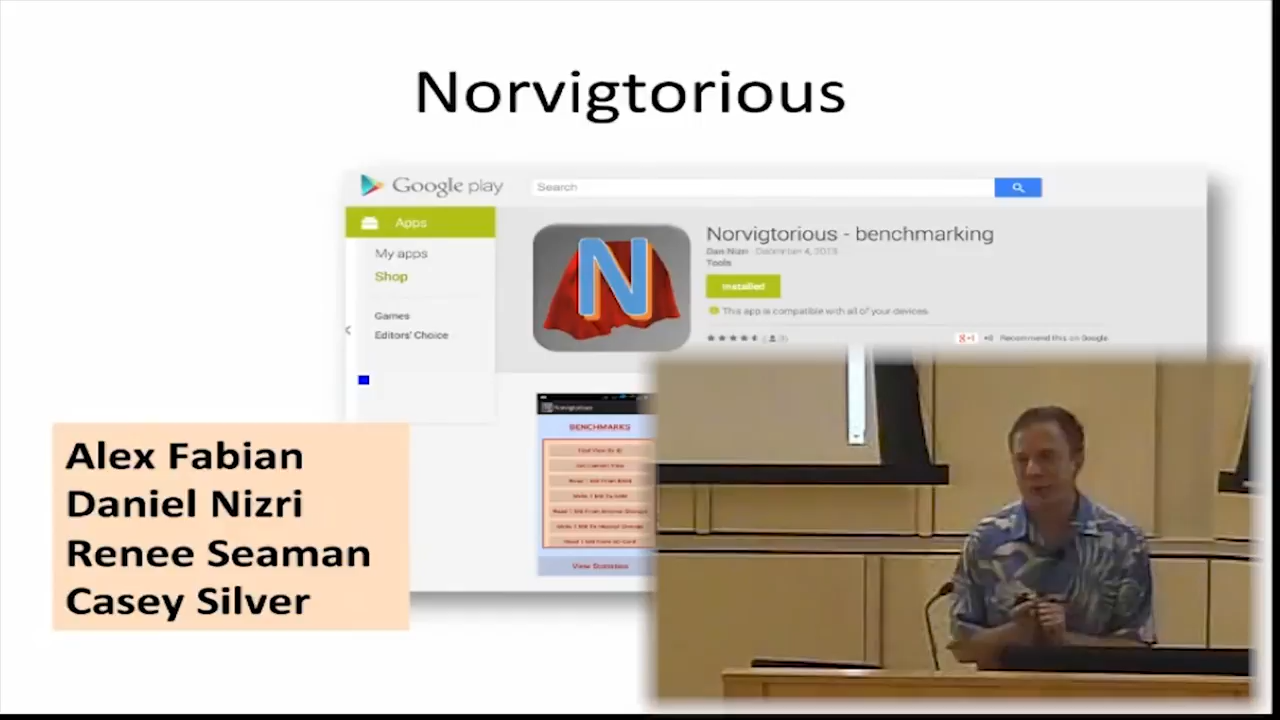 Norvigtorious
Google play
Search
Apps
My apps
Shop
Games
Editors' Choice
N
Norvigtorious - benchmarking
Dan Nizri - December 4, 2013
Tools
Installed
This app is compatible with all of your devices.
Recommend this on Google
Norvigtorious
BENCHMARKS
View Statistics
Alex Fabian
Daniel Nizri
Renee Seaman
Casey Silver